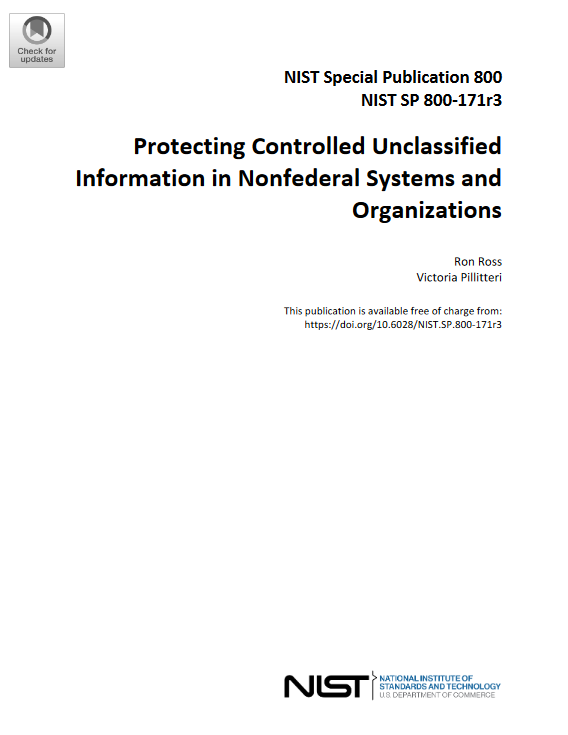 Check for
updates
NIST Special Publication 800
NIST SP 800-171r3
Protecting Controlled Unclassified
Information in Nonfederal Systems and
Organizations
Ron Ross
Victoria Pillitteri
This publication is available free of charge from:
https://doi.org/10.6028/NIST.SP.800-171r3
NIST
NATIONAL INSTITUTE OF
STANDARDS AND TECHNOLOGY
U.S. DEPARTMENT OF COMMERCE